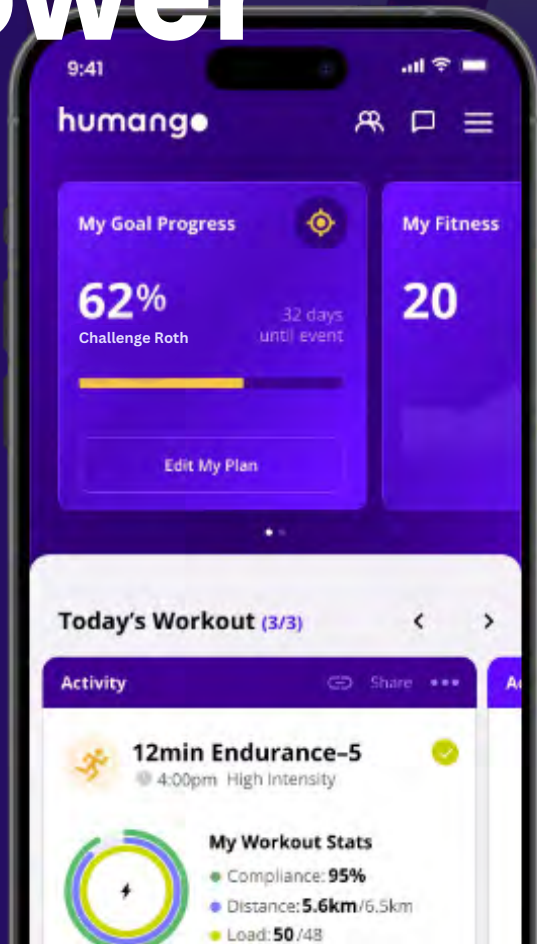 ower
9:41
humango
My Goal Progress
62%
Challenge Roth
32 days
until event
Edit My Plan
My Fitness
20
Today's Workout (3/3)
Activity
Share
12min Endurance–5
4:00pm High Intensity
My Workout Stats
Compliance: 95%
Distance: 5.6km/6.5km
Load: 50/48